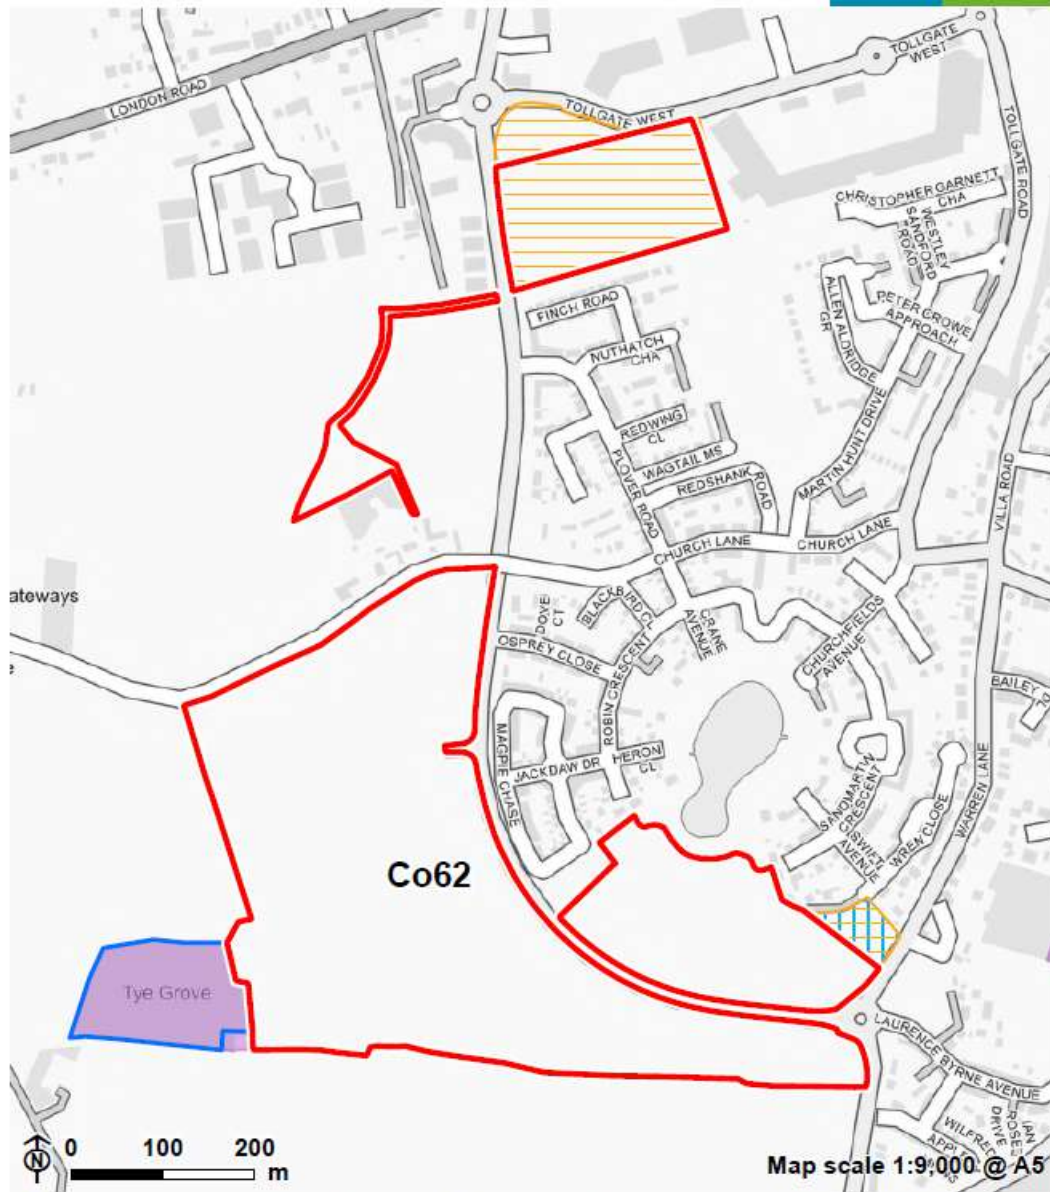 TOLLGATE
WEST
LONDON ROAD
TOLLGATE WEST
TOLLGATE ROAD
CHRISTOPHER GARNETT
CHA
WESTLEY
SANDFORD
ROAD
ALLEN ALDRIDGE
GR
PETER CROWE
APPROACH
FINCH ROAD
NUTHATCH
CHA
REDWING
CL
MARTIN HUNT DRIVE
WAGTAIL MS
PLOVER ROAD
REDSHANK
ROAD
VILLA ROAD
CHURCH LANE
CHURCH LANE
ateways
DOVE
CT
BLACKBIRD CL
CRANE
AVENUE
CHURCHFIELDS
AVENUE
OSPREY CLOSE
ROBIN CRESCENT
BAILEY
MAGPIE CHASE
JACKDAW DR
HERON
CL
SANDMARTIN
CRESCENT
SWIFT
AVENUE
WREN CLOSE
WARREN LANE
Co62
Tye Grove
LAURENCE BYRNE AVENUE
0 100 200
m
N
Map scale 1:9,000 @ A5